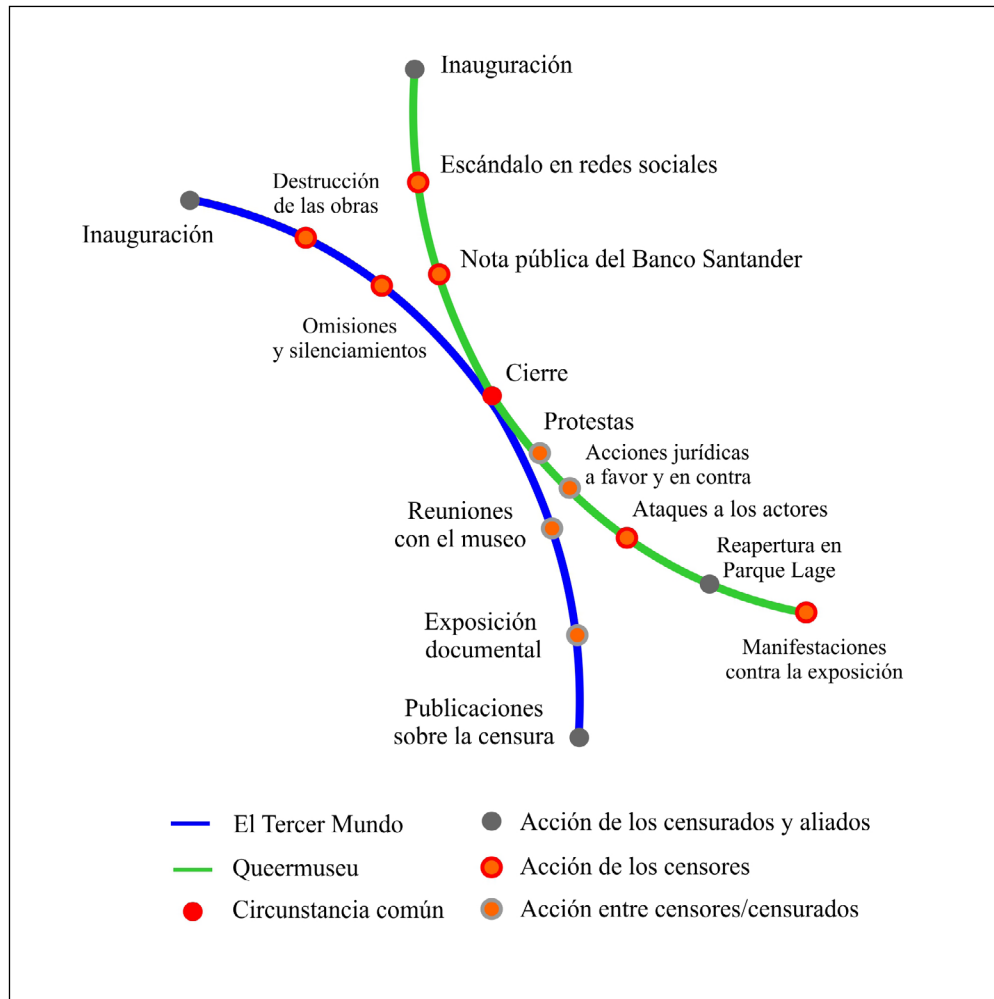 Inauguración
Escándalo en redes sociales
Destrucción
de las obras
Inauguración
Nota pública del Banco Santander
Omisiones
y silenciamientos
Cierre
Protestas
Acciones jurídicas
a favor y en contra
Reuniones
con el museo
Ataques a los actores
Reapertura en
Parque Lage
Exposición
documental
Manifestaciones
contra la exposición
Publicaciones
sobre la censura
El Tercer Mundo
Queermuseu
Circunstancia común
Acción de los censurados y aliados
Acción de los censores
Acción entre censores/censurados